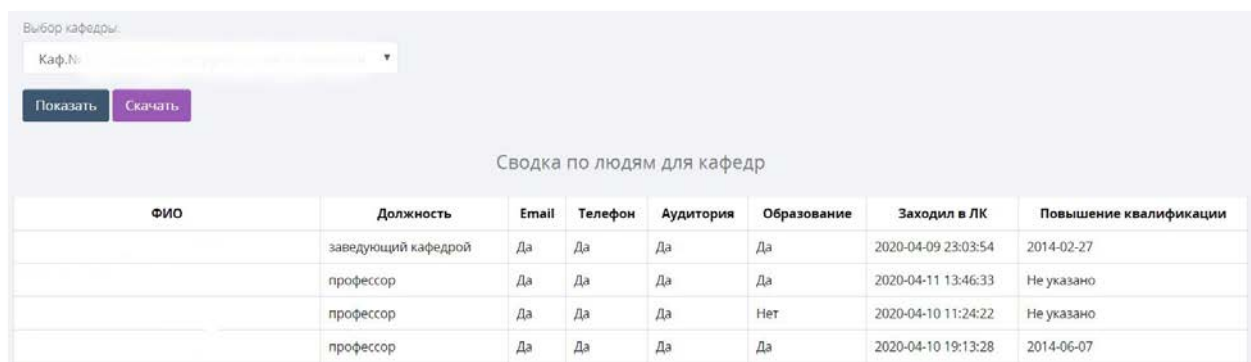 Выбор кафедры:
Каф.№
Показать Скачать
Сводка по людям для кафедр
ФИО Должность Email Телефон Аудитория Образование Заходил в ЛК Повышение квалификации
заведующий кафедрой Да Да Да Да 2020-04-09 23:03:54 2014-02-27
профессор Да Да Да Да 2020-04-11 13:46:33 Не указано
профессор Да Да Да Нет 2020-04-10 11:24:22 Не указано
профессор Да Да Да Да 2020-04-10 19:13:28 2014-06-07